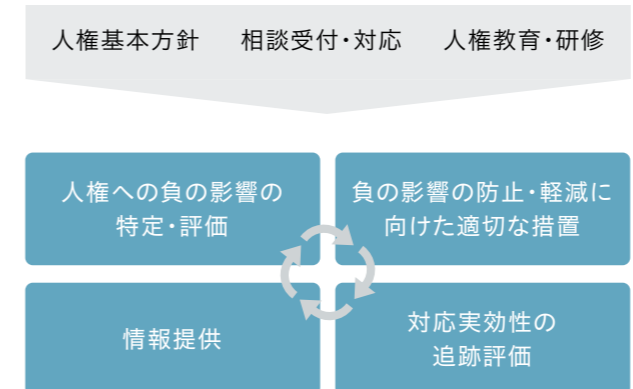 人権基本方針 相談受付・対応 人権教育・研修
人権への負の影響の
特定・評価
負の影響の防止・軽減に
向けた適切な措置
情報提供
対応実効性の
追跡評価